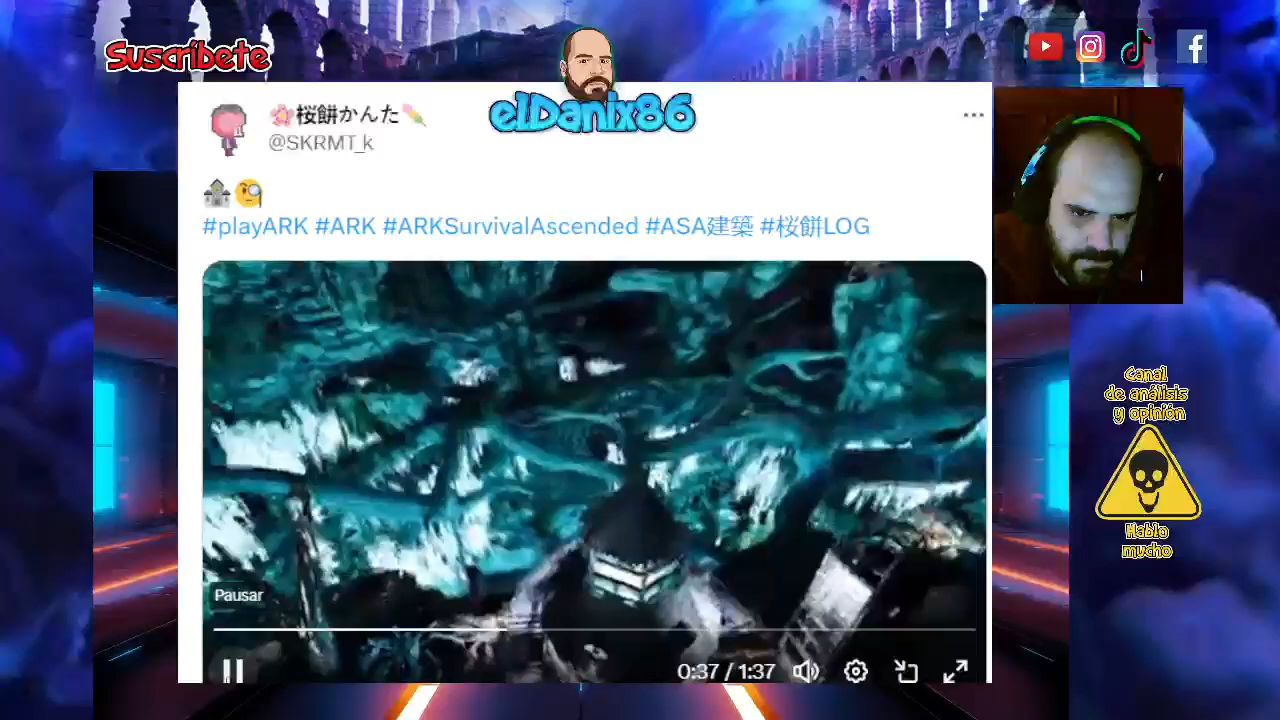 Suscríbete
elDanix86
🌸桜餅かんた🍡
@SKRMT_k
🏰🧐
#playARK #ARK #ARKSurvivalAscended #ASA建築 #桜餅LOG
Pausar
0:37 / 1:37
Canal
de análisis
y opinión
Hablo
mucho